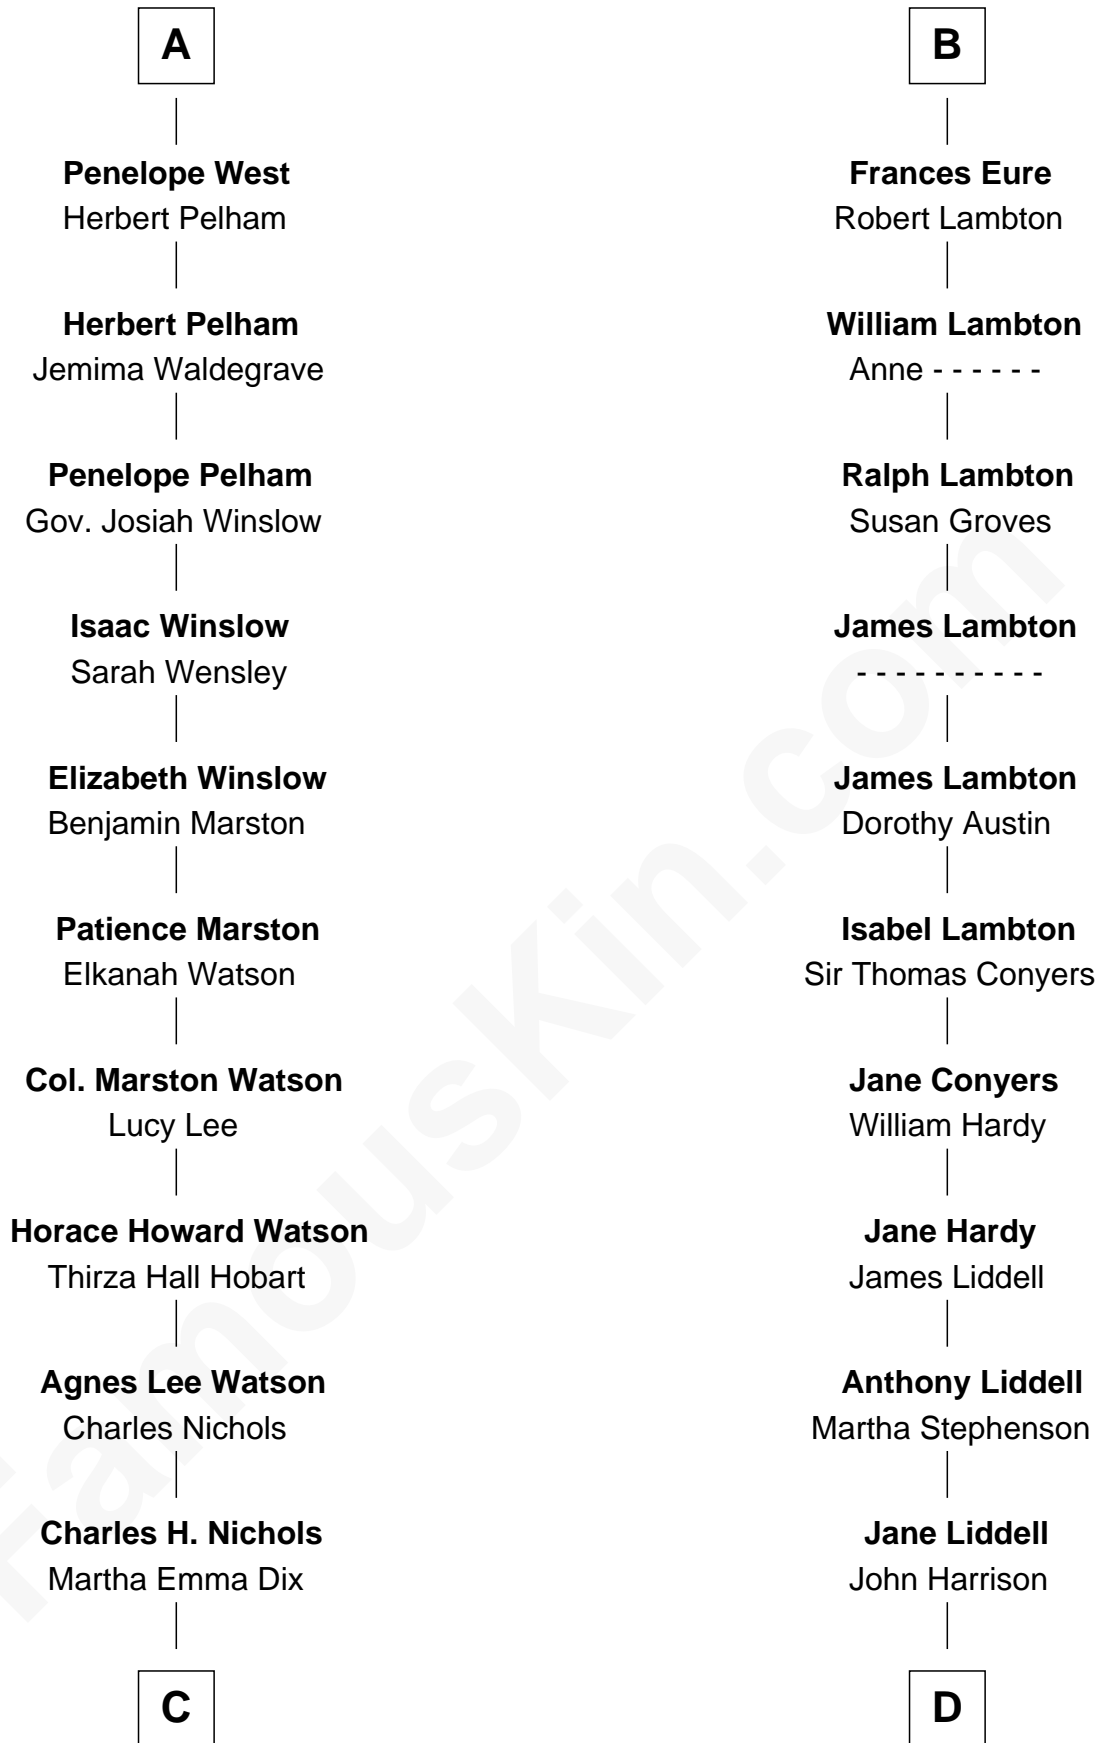 A
Penelope West
Herbert Pelham
Herbert Pelham
Jemima Waldegrave
Penelope Pelham
Gov. Josiah Winslow
Isaac Winslow
Sarah Wensley
Elizabeth Winslow
Benjamin Marston
Patience Marston
Elkanah Watson
Col. Marston Watson
Lucy Lee
Horace Howard Watson
Thirza Hall Hobart
Agnes Lee Watson
Charles Nichols
Charles H. Nichols
Martha Emma Dix
C
B
Frances Eure
Robert Lambton
William Lambton
Anne - - - - - -
Ralph Lambton
Susan Groves
James Lambton
- - - - - - - - - -
James Lambton
Dorothy Austin
Isabel Lambton
Sir Thomas Conyers
Jane Conyers
William Hardy
Jane Hardy
James Liddell
Anthony Liddell
Martha Stephenson
Jane Liddell
John Harrison
D
FamousKin.com